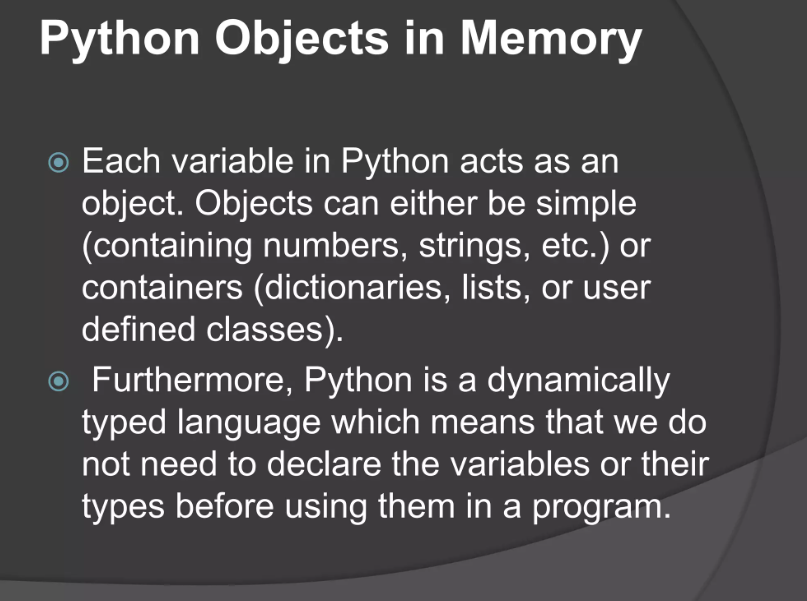 Python Objects in Memory
Each variable in Python acts as an
object. Objects can either be simple
(containing numbers, strings, etc.) or
containers (dictionaries, lists, or user
defined classes).
Furthermore, Python is a dynamically
typed language which means that we do
not need to declare the variables or their
types before using them in a program.